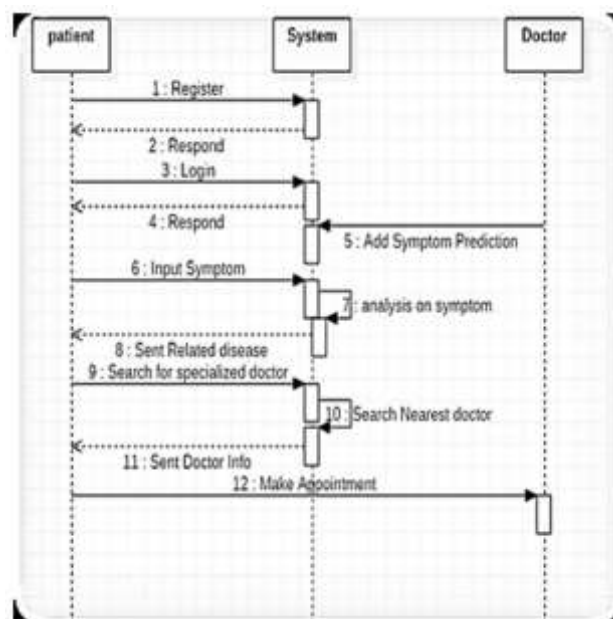 patient
System
Doctor
1 : Register
2 : Respond
3 : Login
4 : Respond
5 : Add Symptom Prediction
6 : Input Symptom
7 : analysis on symptom
8 : Sent Related disease
9 : Search for specialized doctor
10 : Search Nearest doctor
11 : Sent Doctor Info
12 : Make Appointment